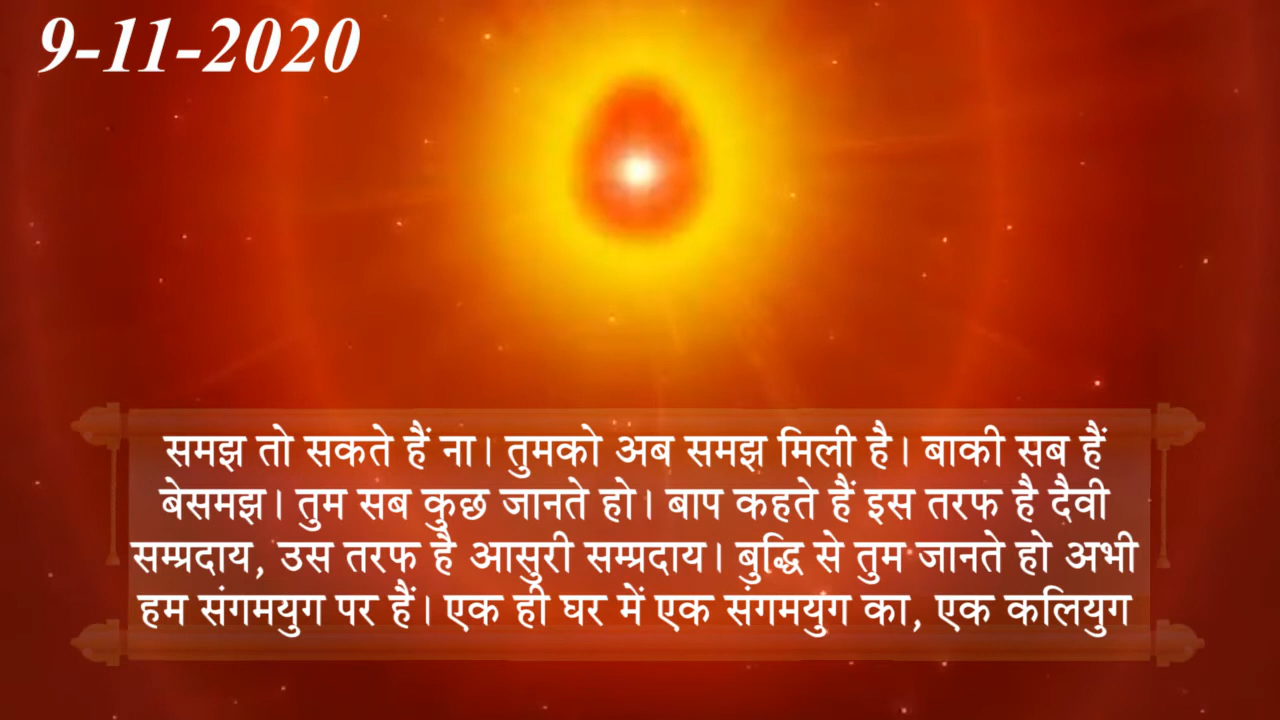 9-11-2020
समझ तो सकते हैं ना। तुमको अब समझ मिली है। बाकी सब हैं
बेसमझ। तुम सब कुछ जानते हो। बाप कहते हैं इस तरफ है दैवी
सम्प्रदाय, उस तरफ है आसुरी सम्प्रदाय। बुद्धि से तुम जानते हो अभी
हम संगमयुग पर हैं। एक ही घर में एक संगमयुग का, एक कलियुग